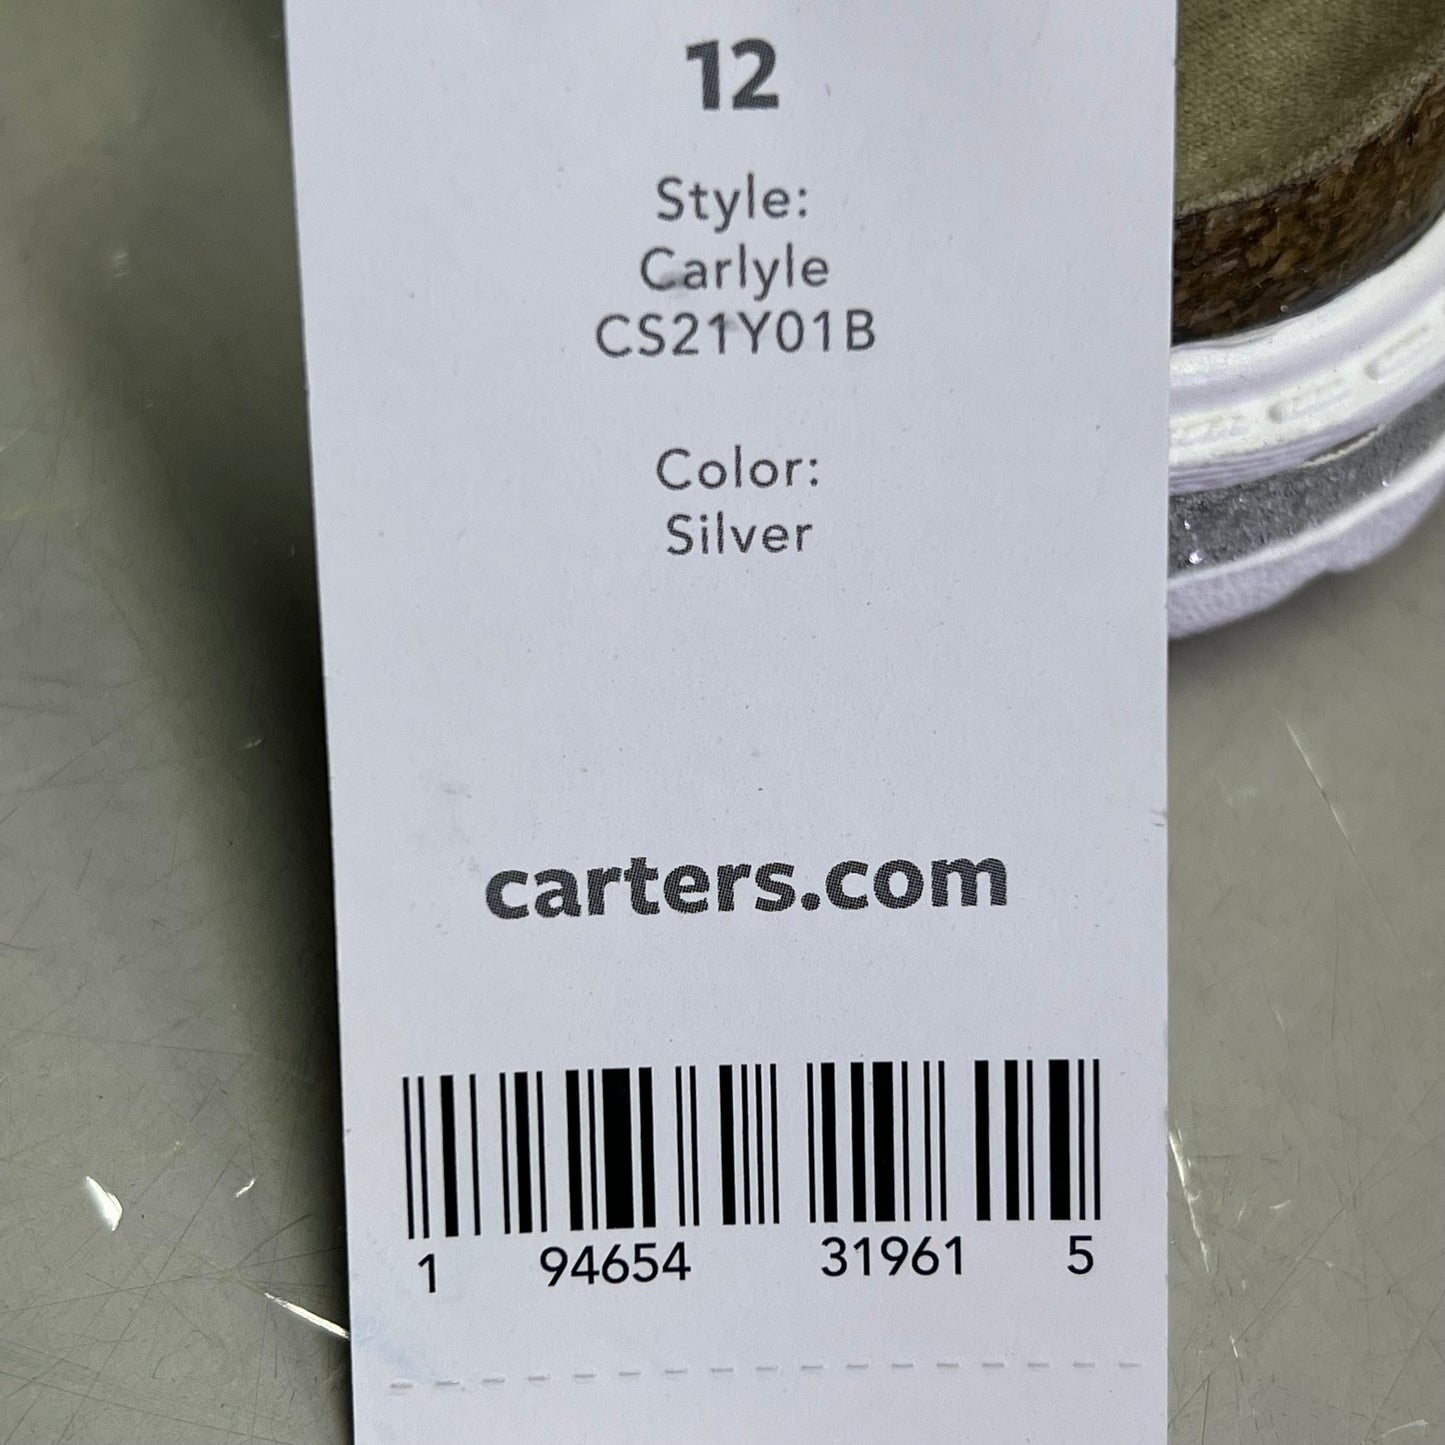 12
Style:
Carlyle
CS21Y01B
Color:
Silver
carters.com
1 94654 31961 5